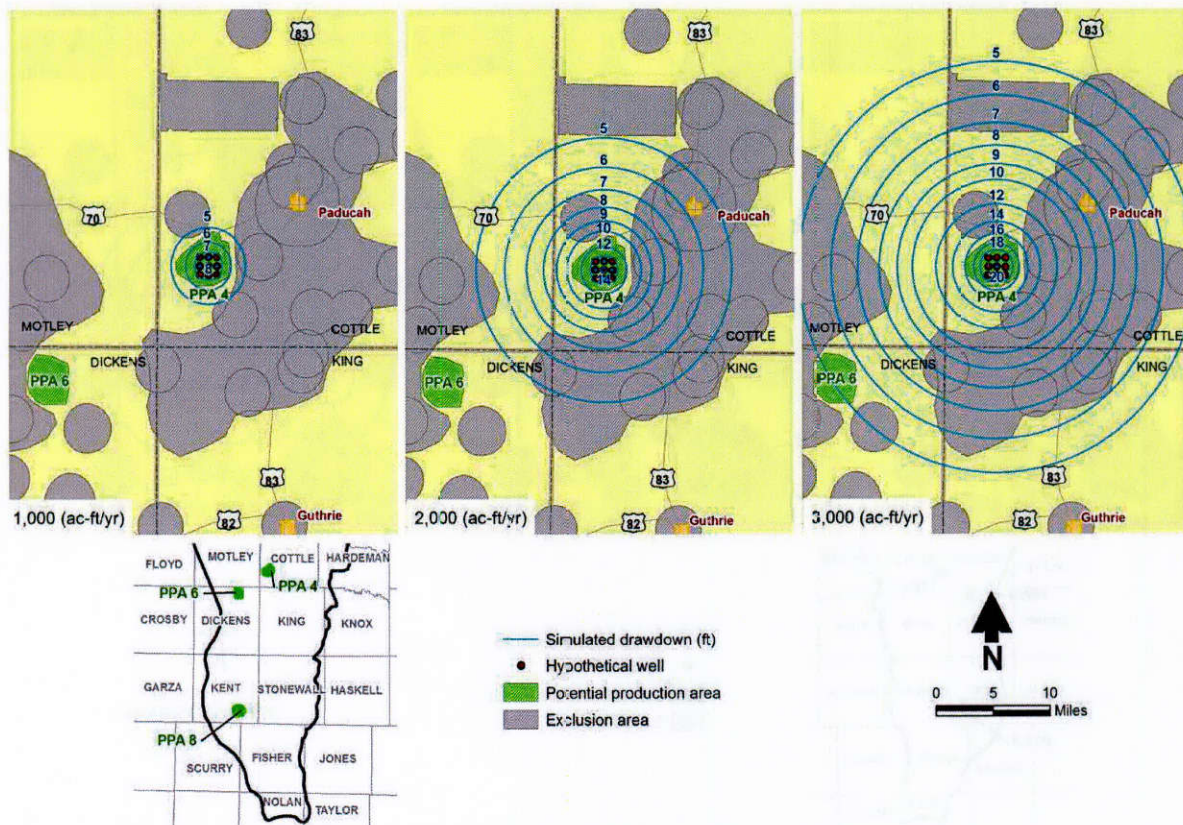 83
5
6
7
8
70
Paducah
PPA 4
MOTLEY
COTTLE
DICKENS
KING
PPA 6
83
82
Guthrie
1,000 (ac-ft/yr)
83
5
6
7
8
9
10
12
14
70
Paducah
PPA 4
MOTLEY
COTTLE
DICKENS
KING
PPA 6
83
82
Guthrie
2,000 (ac-ft/yr)
83
5
6
7
8
9
10
12
14
16
18
20
70
Paducah
PPA 4
MOTLEY
COTTLE
DICKENS
KING
PPA 6
83
82
Guthrie
3,000 (ac-ft/yr)
FLOYD
MOTLEY
COTTLE
HARDEMAN
PPA 4
PPA 6
CROSBY
DICKENS
KING
KNOX
GARZA
KENT
STONEWALL
HASKELL
PPA 8
SCURRY
FISHER
JONES
NOLAN
TAYLOR
Simulated drawdown (ft)
Hypothetical well
Potential production area
Exclusion area
N
0 5 10
Miles